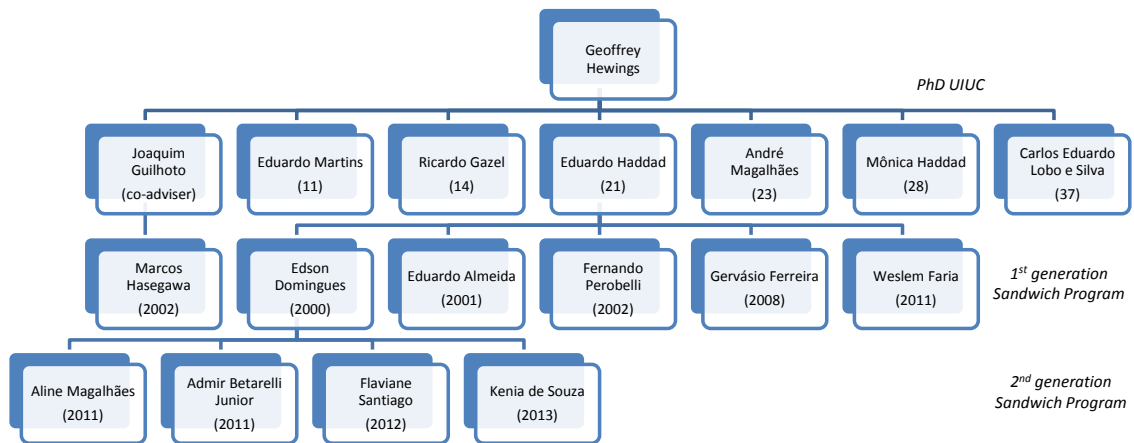 Geoffrey
Hewings
PhD UIUC
Joaquim
Guilhoto
(co-adviser)
Eduardo Martins
(11)
Ricardo Gazel
(14)
Eduardo Haddad
(21)
André
Magalhães
(23)
Mônica Haddad
(28)
Carlos Eduardo
Lobo e Silva
(37)
Marcos
Hasegawa
(2002)
Edson
Domingues
(2000)
Eduardo Almeida
(2001)
Fernando
Perobelli
(2002)
Gervásio Ferreira
(2008)
Weslem Faria
(2011)
1st generation
Sandwich Program
Aline Magalhães
(2011)
Admir Betarelli
Junior
(2011)
Flaviane
Santiago
(2012)
Kenia de Souza
(2013)
2nd generation
Sandwich Program